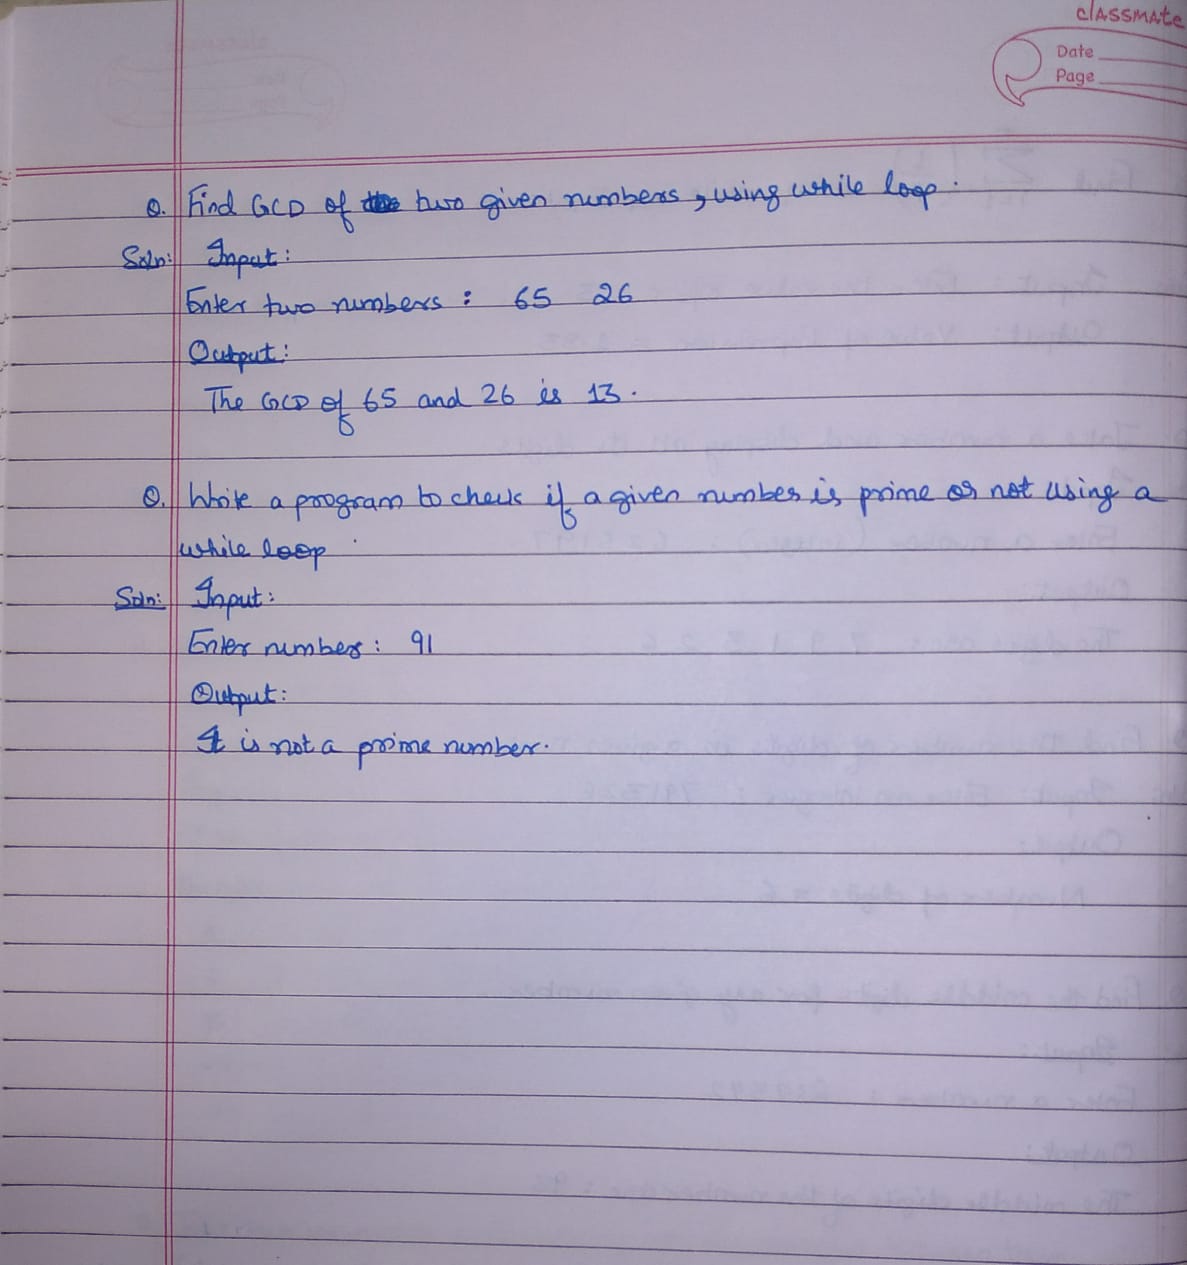 classmate
Date
Page
Q. Find GCD of two given numbers, using while loop.
Soln: Input:
Enter two numbers: 65 26
Output:
The GCD of 65 and 26 is 13.
Q. Write a program to check if a given number is prime or not using a
while loop.
Soln: Input:
Enter number: 91
Output:
It is not a prime number.